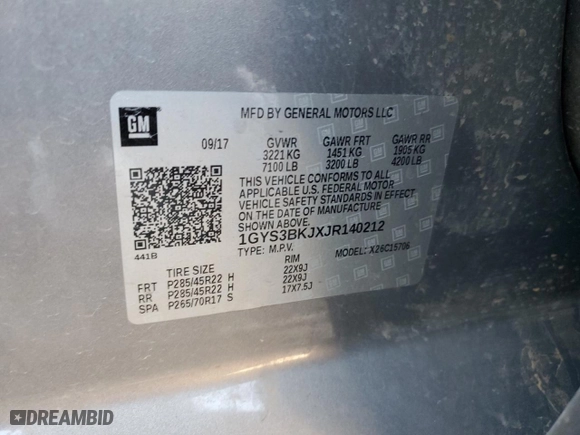 GM
MFD BY GENERAL MOTORS LLC
09/17 GVWR GAWR FRT GAWR RR
3221 KG 1451 KG 1905 KG
7100 LB 3200 LB 4200 LB
THIS VEHICLE CONFORMS TO ALL
APPLICABLE U.S. FEDERAL MOTOR
VEHICLE SAFETY STANDARDS IN EFFECT
ON THE DATE OF MANUFACTURE
SHOWN ABOVE.
1GYS3BKJXJR140212
441B TYPE: M.P.V. MODEL: X26C15706
TIRE SIZE RIM
FRT P285/45R22 H 22X9J
RR P285/45R22 H 22X9J
SPA P265/70R17 S 17X7.5J
DREAMBID